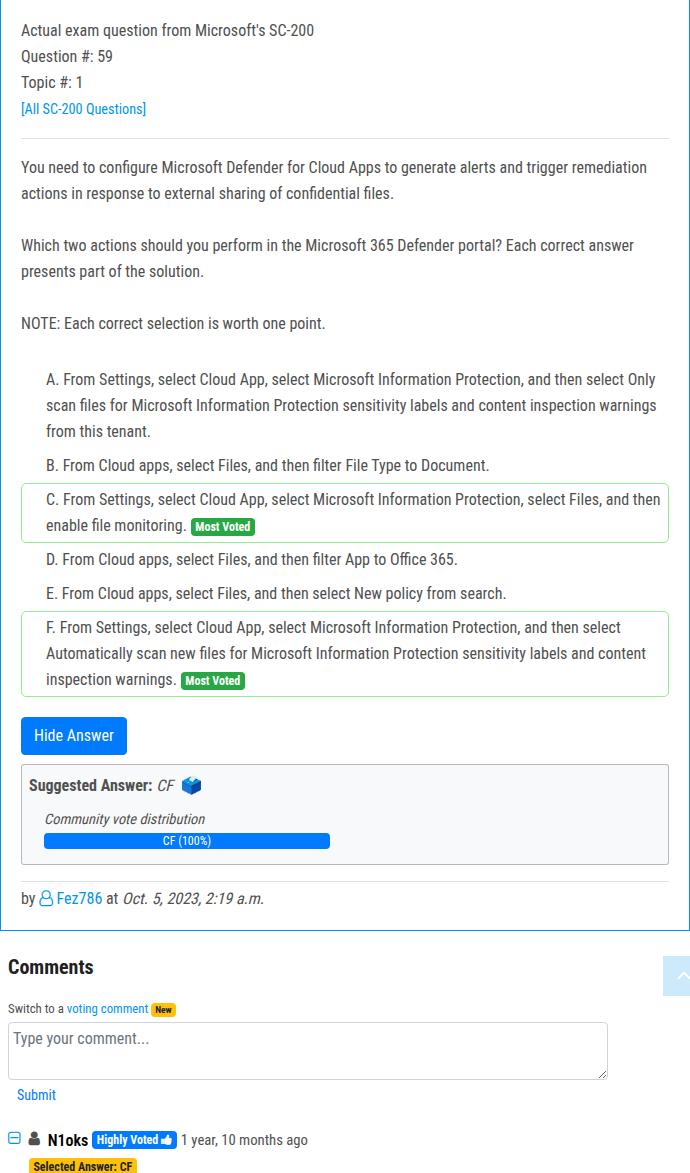 Actual exam question from Microsoft's SC-200
Question #: 59
Topic #: 1
[All SC-200 Questions]
You need to configure Microsoft Defender for Cloud Apps to generate alerts and trigger remediation
actions in response to external sharing of confidential files.
Which two actions should you perform in the Microsoft 365 Defender portal? Each correct answer
presents part of the solution.
NOTE: Each correct selection is worth one point.
A. From Settings, select Cloud App, select Microsoft Information Protection, and then select Only
scan files for Microsoft Information Protection sensitivity labels and content inspection warnings
from this tenant.
B. From Cloud apps, select Files, and then filter File Type to Document.
C. From Settings, select Cloud App, select Microsoft Information Protection, select Files, and then
enable file monitoring. Most Voted
D. From Cloud apps, select Files, and then filter App to Office 365.
E. From Cloud apps, select Files, and then select New policy from search.
F. From Settings, select Cloud App, select Microsoft Information Protection, and then select
Automatically scan new files for Microsoft Information Protection sensitivity labels and content
inspection warnings. Most Voted
Hide Answer
Suggested Answer: CF
Community vote distribution
CF (100%)
by Fez786 at Oct. 5, 2023, 2:19 a.m.
Comments
Switch to a voting comment New
Type your comment...
Submit
N1oks Highly Voted 1 year, 10 months ago
Selected Answer: CF